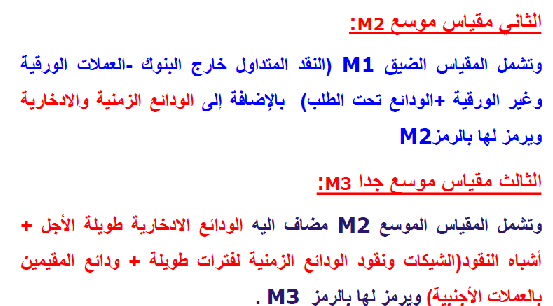 الثاني مقياس موسع M2:
وتشمل المقياس الضيق M1 (النقد المتداول خارج البنوك -العملات الورقية
وغير الورقية +الودائع تحت الطلب) بالإضافة إلى الودائع الزمنية والادخارية
ويرمز لها بالرمزM2
الثالث مقياس موسع جدا M3:
وتشمل المقياس الموسع M2 مضاف اليه الودائع الادخارية طويلة الأجل +
أشباه النقود(الشيكات ونقود الودائع الزمنية لفترات طويلة + ودائع المقيمين
بالعملات الأجنبية) ويرمز لها بالرمز M3 .